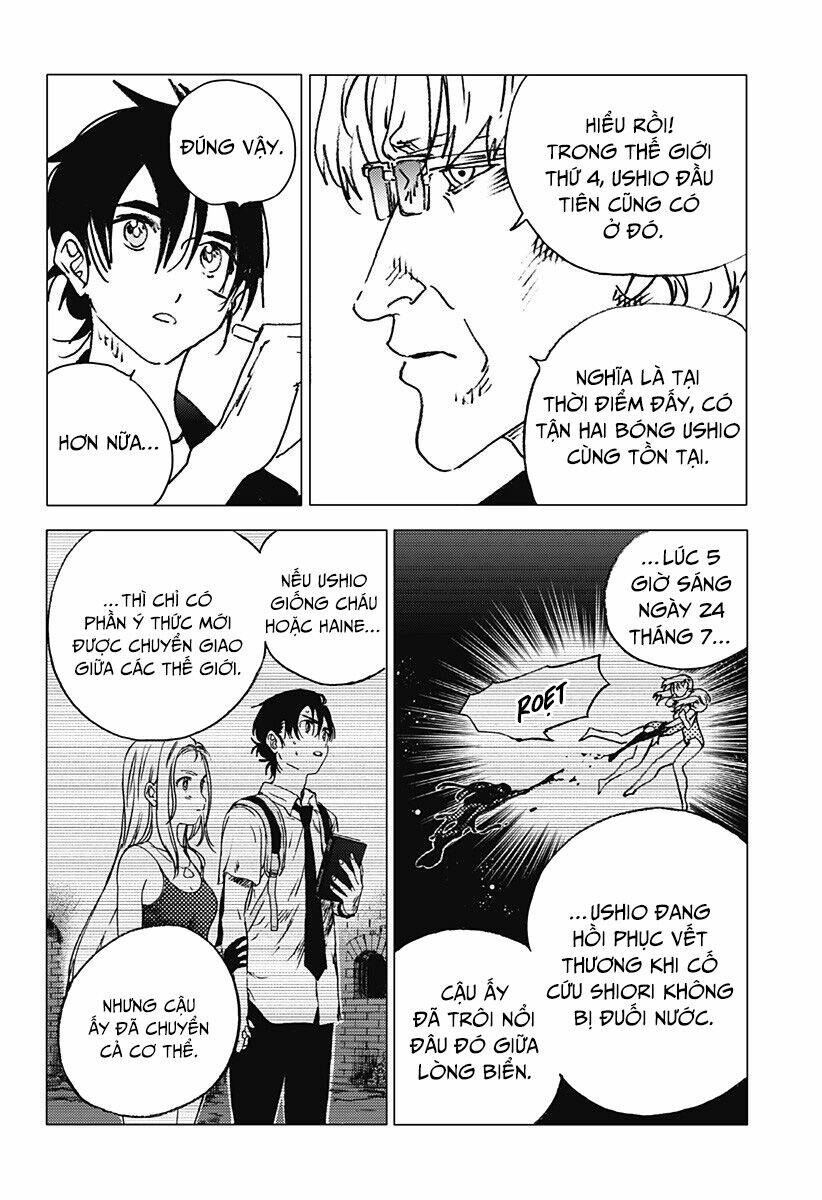 HIỂU RỒI!
TRONG THẾ GIỚI
THỨ 4, USHIO ĐẦU
TIÊN CŨNG CÓ
Ở ĐÓ.
NGHĨA LÀ TẠI
THỜI ĐIỂM ĐẤY, CÓ
TẬN HAI BÓNG USHIO
CÙNG TỒN TẠI.
ĐÚNG VẬY.
HƠN NỮA...
...LÚC 5
GIỜ SÁNG
NGÀY 24
THÁNG 7...
ROẸT
...USHIO ĐANG
HỒI PHỤC VẾT
THƯƠNG KHI CỐ
CỨU SHIORI KHÔNG
BỊ ĐUỐI NƯỚC.
CẬU ẤY
ĐÃ TRÔI NỔI
ĐÂU ĐÓ GIỮA
LÒNG BIỂN.
NẾU USHIO
GIỐNG CHÁU
HOẶC HAINE...
...THÌ CHỈ CÓ
PHẦN Ý THỨC MỚI
ĐƯỢC CHUYỂN GIAO
GIỮA CÁC THẾ GIỚI.
NHƯNG CẬU
ẤY ĐÃ CHUYỂN
CẢ CƠ THỂ.